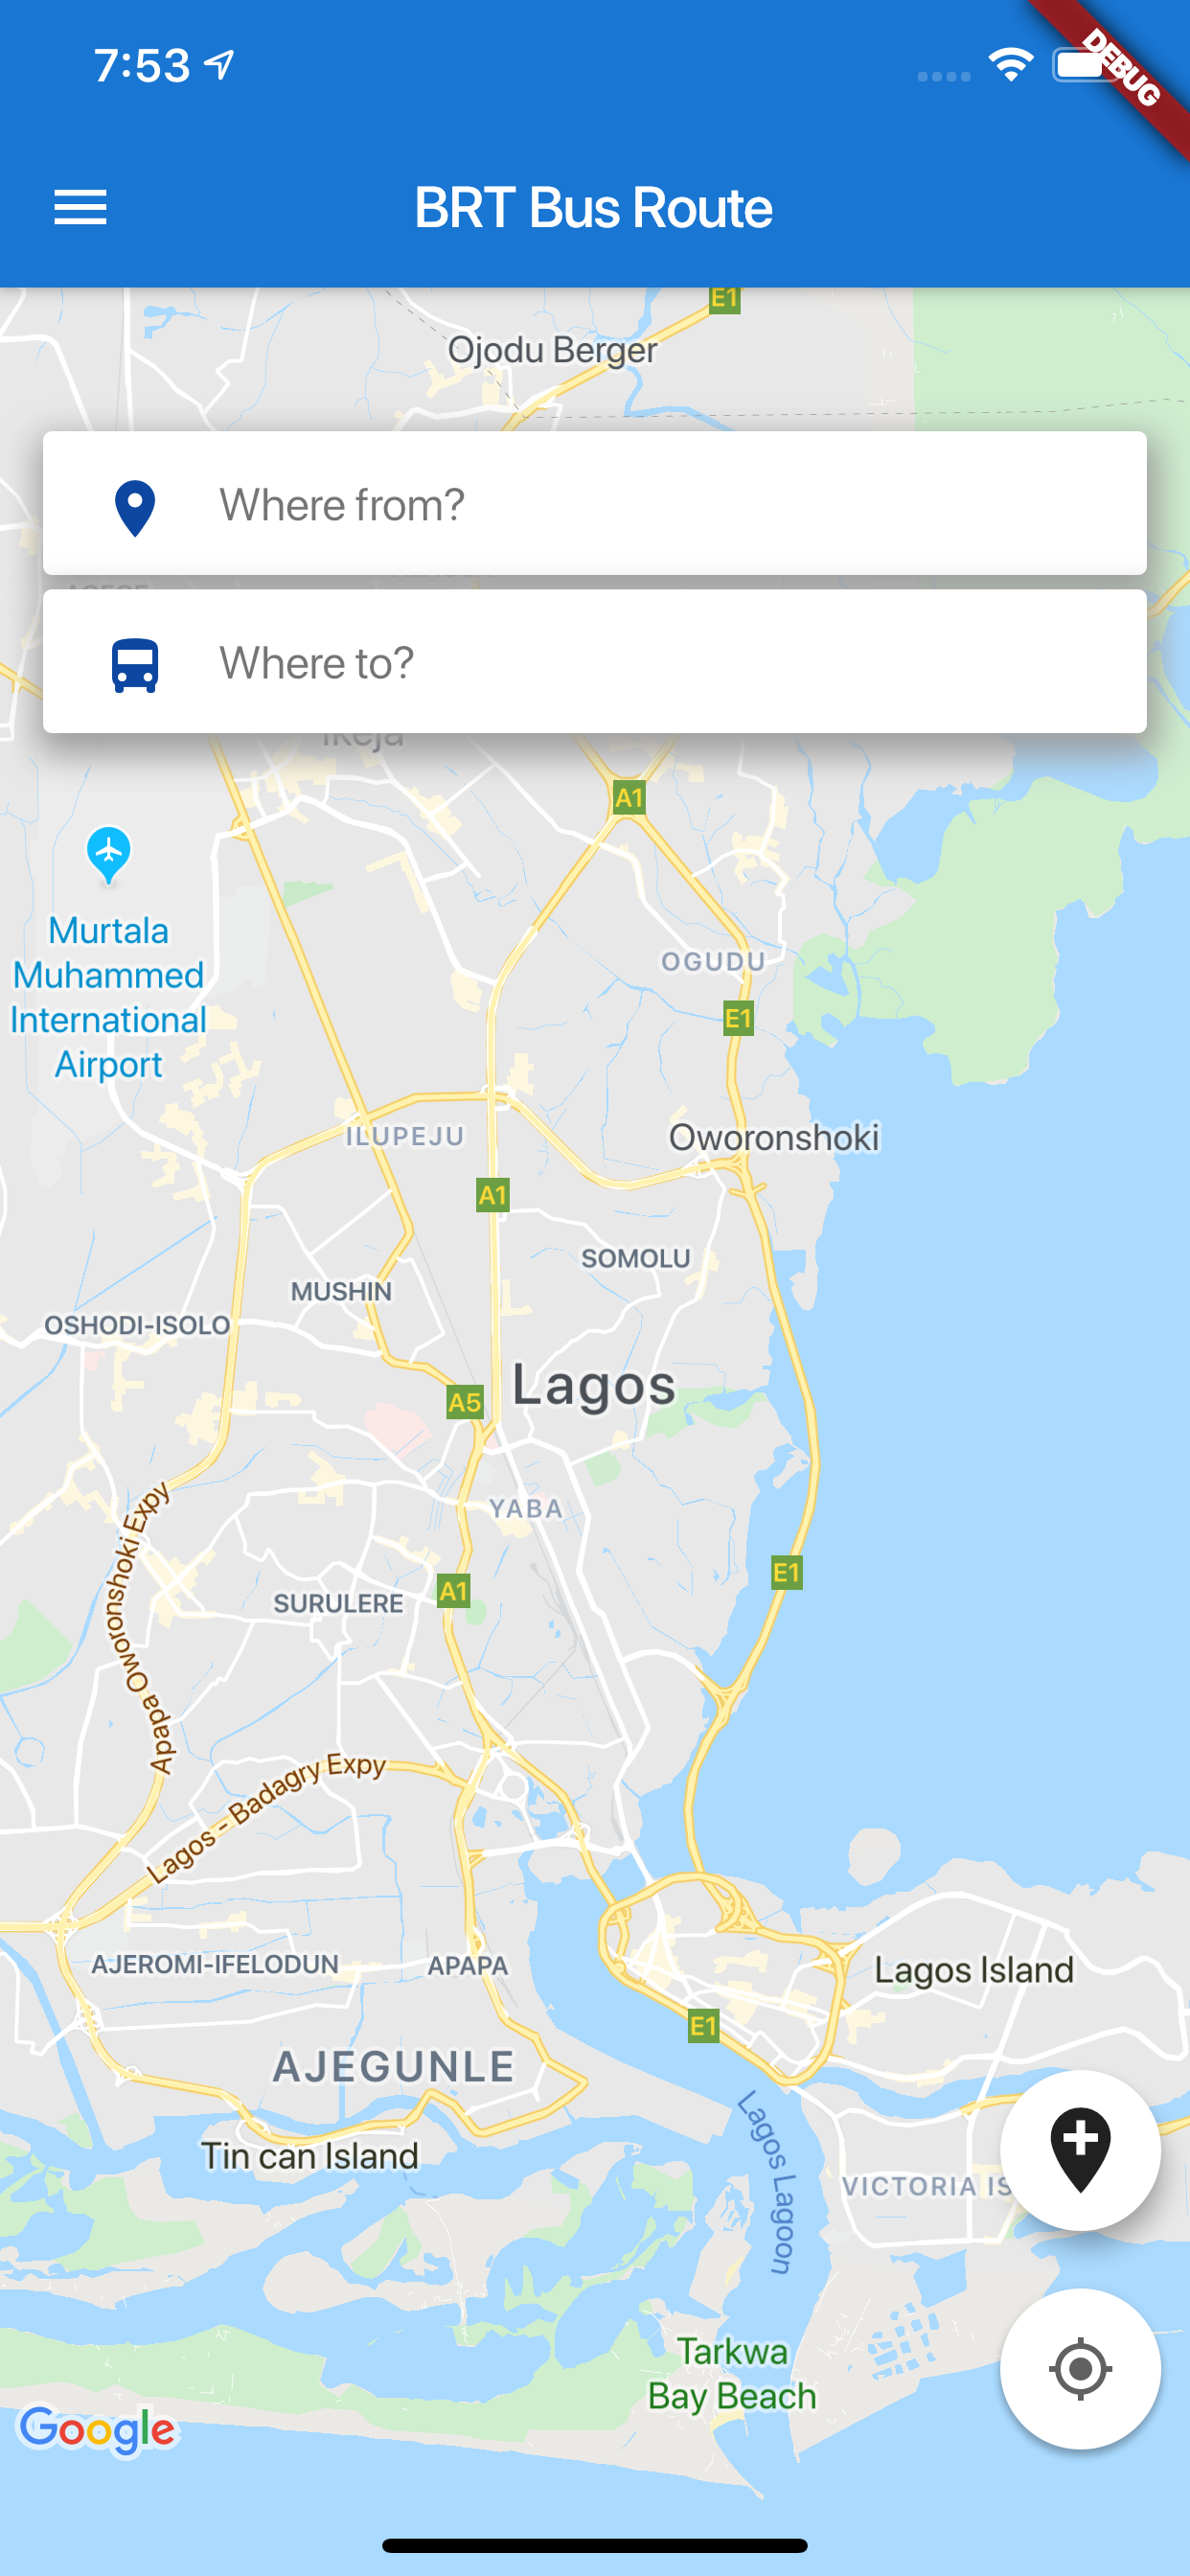 7:53
DEBUG
BRT Bus Route
E1
Ojodu Berger
Where from?
Where to?
Ikeja
A1
Murtala
Muhammed
International
Airport
OGUDU
E1
ILUPEJU
Oworonshoki
A1
SOMOLU
MUSHIN
OSHODI-ISOLO
Lagos
A5
YABA
Apapa Oworonshoki Expy
E1
A1
SURULERE
Lagos - Badagry Expy
AJEROMI-IFELODUN
APAPA
Lagos Island
E1
AJEGUNLE
Lagos Lagoon
Tin can Island
VICTORIA IS
Tarkwa
Bay Beach
Google